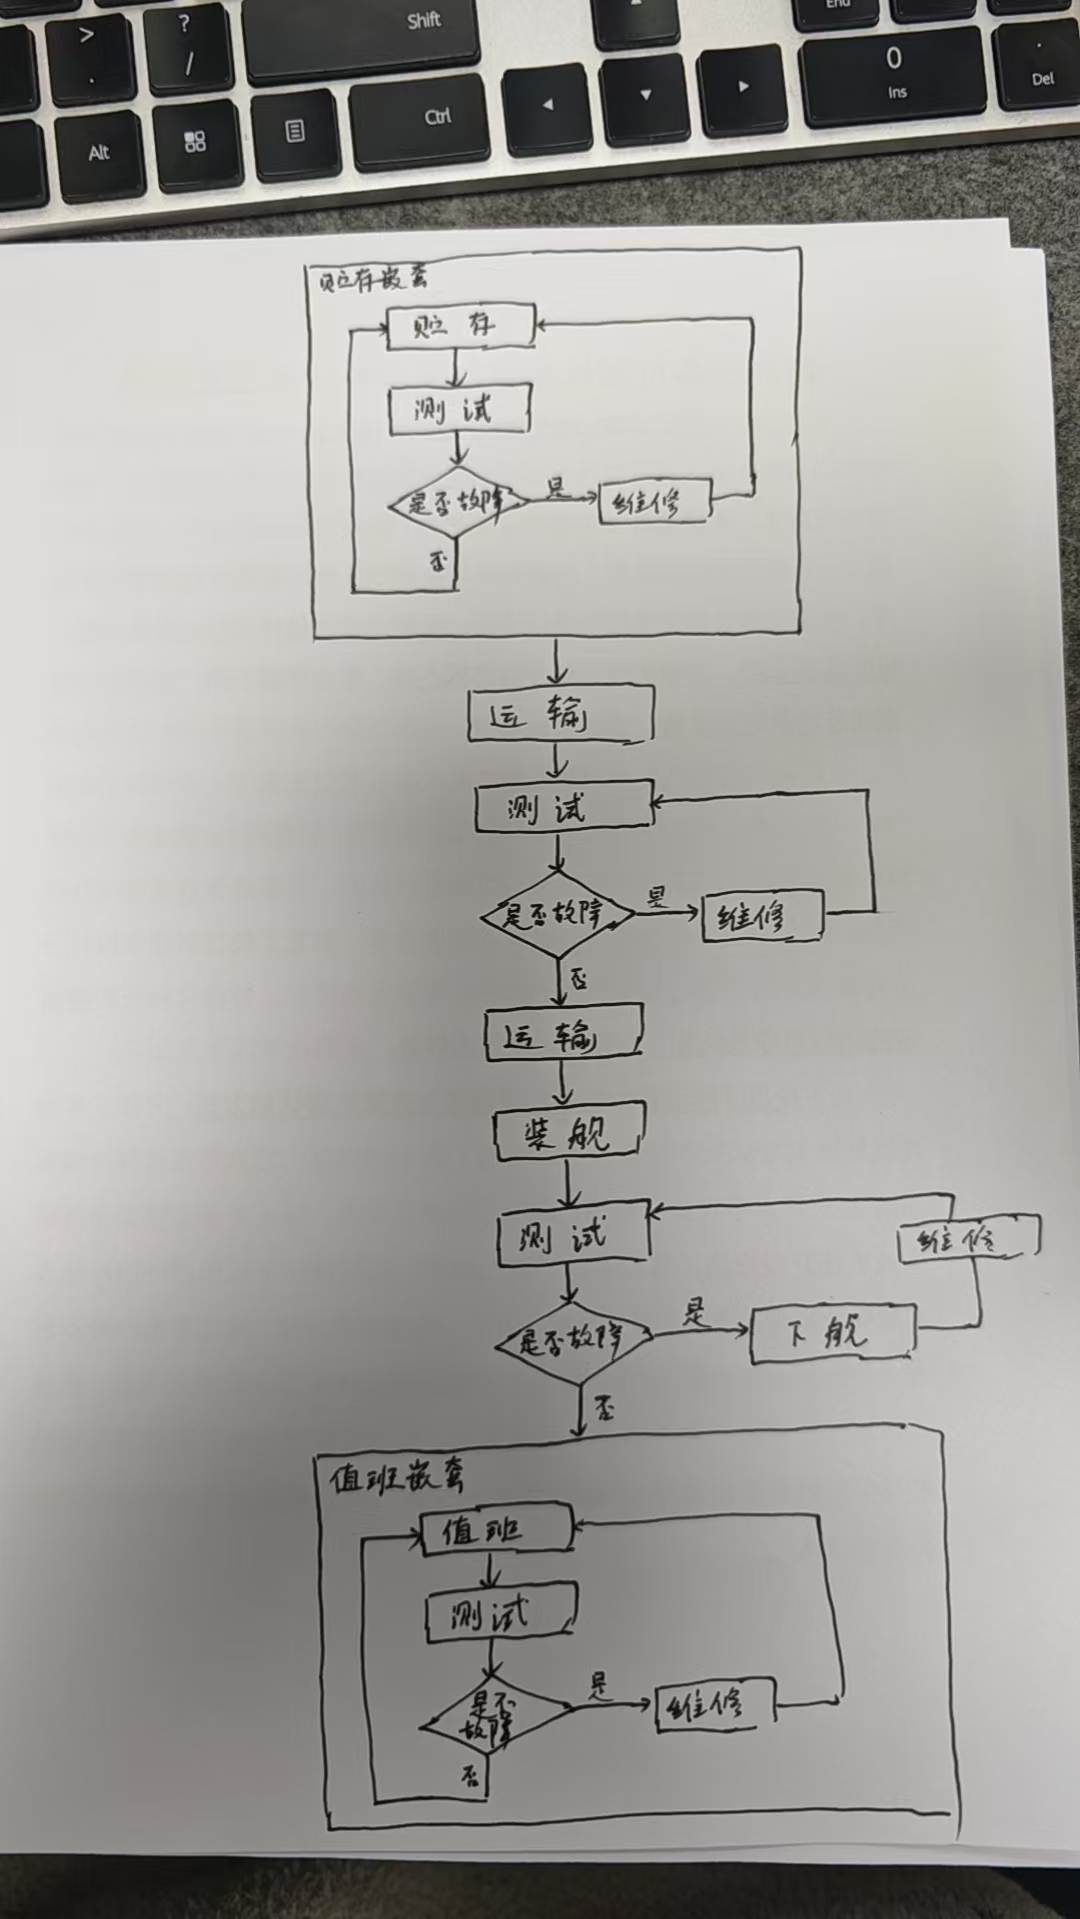 End
Shift
?
>
/
.
0
Ins
.
Del
Ctrl
Alt
贮存嵌套
贮存
测试
是否故障
是
维修
否
运输
测试
是否故障
是
维修
否
运输
装舰
测试
维修
是否故障
是
下舰
否
值班嵌套
值班
测试
是否
故障
是
维修
否